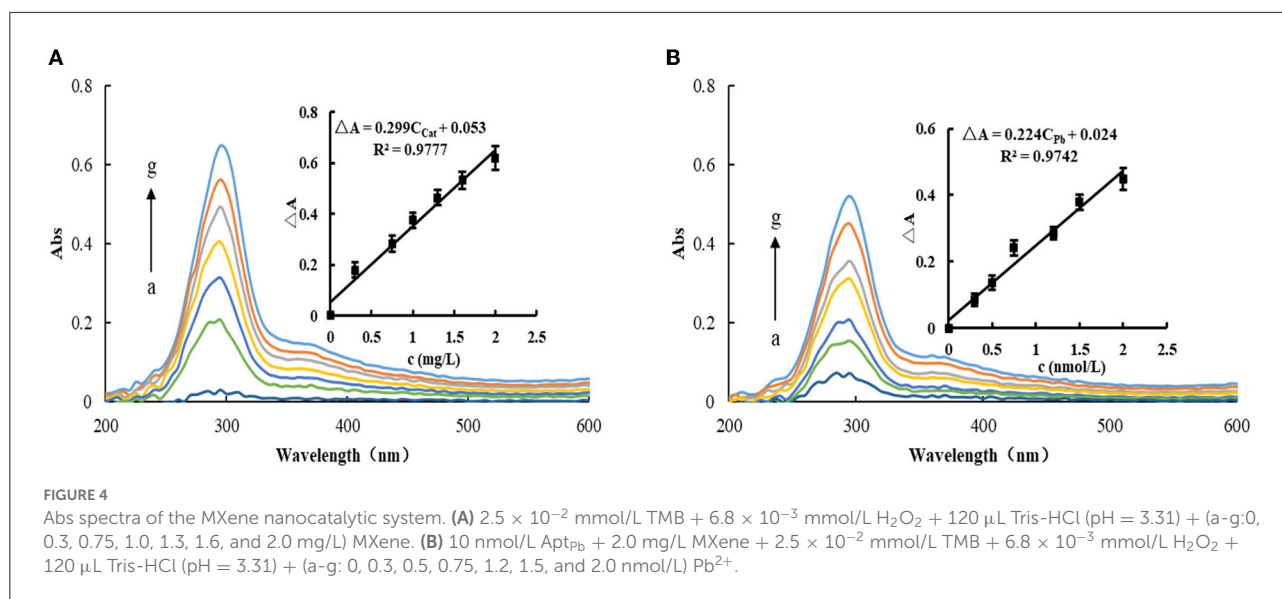 A
0.8
0.6
0.4
0.2
0
200
300
400
500
600
Abs
Wavelength（nm）
g
a
0.8
0.6
0.4
0.2
0
0.5
1
1.5
2
2.5
△A
c (mg/L)
△A = 0.299C_Cat + 0.053
R² = 0.9777
B
0.8
0.6
0.4
0.2
0
200
300
400
500
600
Abs
Wavelength（nm）
g
a
0.6
0.4
0.2
0
0
0.5
1
1.5
2
2.5
△A
c (nmol/L)
△A = 0.224C_Pb + 0.024
R² = 0.9742
FIGURE 4
Abs spectra of the MXene nanocatalytic system. (A) 2.5 × 10⁻² mmol/L TMB + 6.8 × 10⁻³ mmol/L H₂O₂ + 120 μL Tris-HCl (pH = 3.31) + (a-g:0,
0.3, 0.75, 1.0, 1.3, 1.6, and 2.0 mg/L) MXene. (B) 10 nmol/L Apt_Pb + 2.0 mg/L MXene + 2.5 × 10⁻² mmol/L TMB + 6.8 × 10⁻³ mmol/L H₂O₂ +
120 μL Tris-HCl (pH = 3.31) + (a-g: 0, 0.3, 0.5, 0.75, 1.2, 1.5, and 2.0 nmol/L) Pb²⁺.